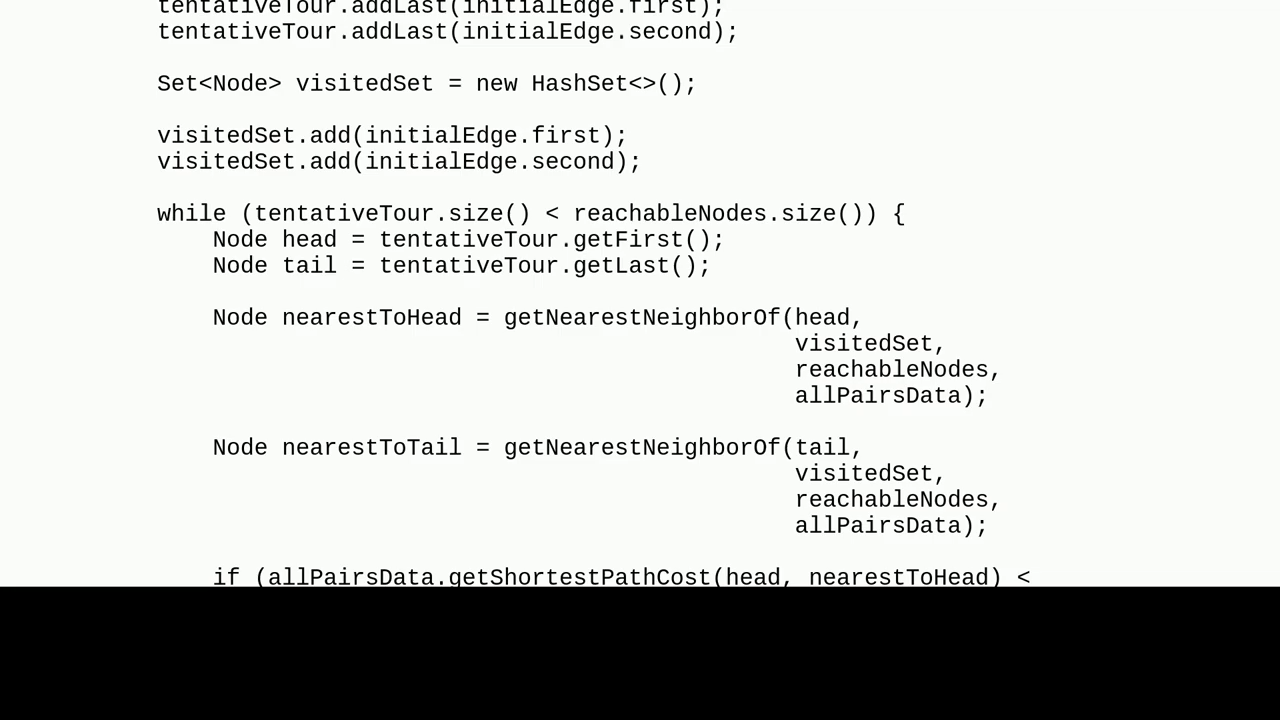 tentativeTour.addLast(initialEdge.first);
tentativeTour.addLast(initialEdge.second);
Set<Node> visitedSet = new HashSet<>();
visitedSet.add(initialEdge.first);
visitedSet.add(initialEdge.second);
while (tentativeTour.size() < reachableNodes.size()) {
Node head = tentativeTour.getFirst();
Node tail = tentativeTour.getLast();
Node nearestToHead = getNearestNeighborOf(head,
visitedSet,
reachableNodes,
allPairsData);
Node nearestToTail = getNearestNeighborOf(tail,
visitedSet,
reachableNodes,
allPairsData);
if (allPairsData.getShortestPathCost(head, nearestToHead) <